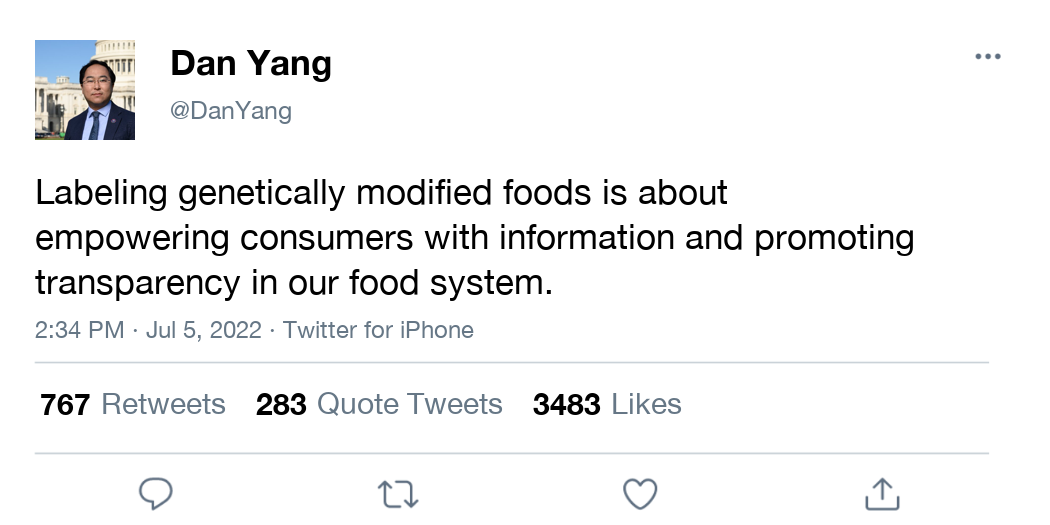 Dan Yang
@DanYang
Labeling genetically modified foods is about
empowering consumers with information and promoting
transparency in our food system.
2:34 PM · Jul 5, 2022 · Twitter for iPhone
767 Retweets 283 Quote Tweets 3483 Likes